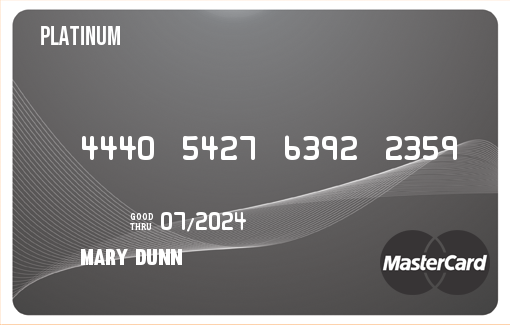 PLATINUM
4440 5427 6392 2359
GOOD THRU 07/2024
MARY DUNN
MasterCard